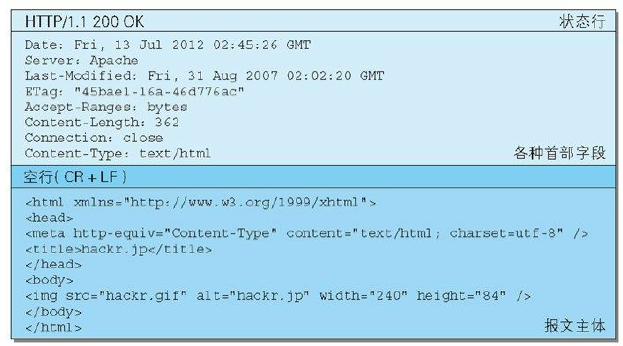 HTTP/1.1 200 OK 状态行
Date: Fri, 13 Jul 2012 02:45:26 GMT
Server: Apache
Last-Modified: Fri, 31 Aug 2007 02:02:20 GMT
ETag: "45bae1-16a-46d776ac"
Accept-Ranges: bytes
Content-Length: 362
Connection: close
Content-Type: text/html 各种首部字段
空行( CR + LF )
<html xmlns="http://www.w3.org/1999/xhtml">
<head>
<meta http-equiv="Content-Type" content="text/html; charset=utf-8" />
<title>hackr.jp</title>
</head>
<body>
<img src="hackr.gif" alt="hackr.jp" width="240" height="84" />
</body>
</html> 报文主体